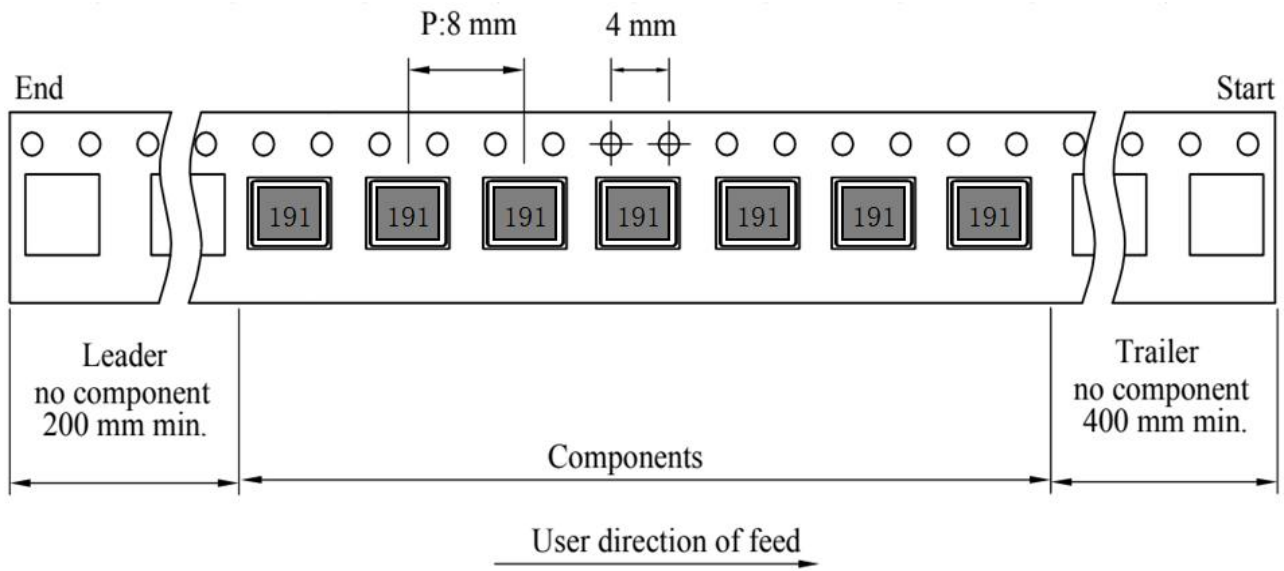 P:8 mm
4 mm
End
Start
191 191 191 191 191 191 191
Leader
no component
200 mm min.
Trailer
no component
400 mm min.
Components
User direction of feed